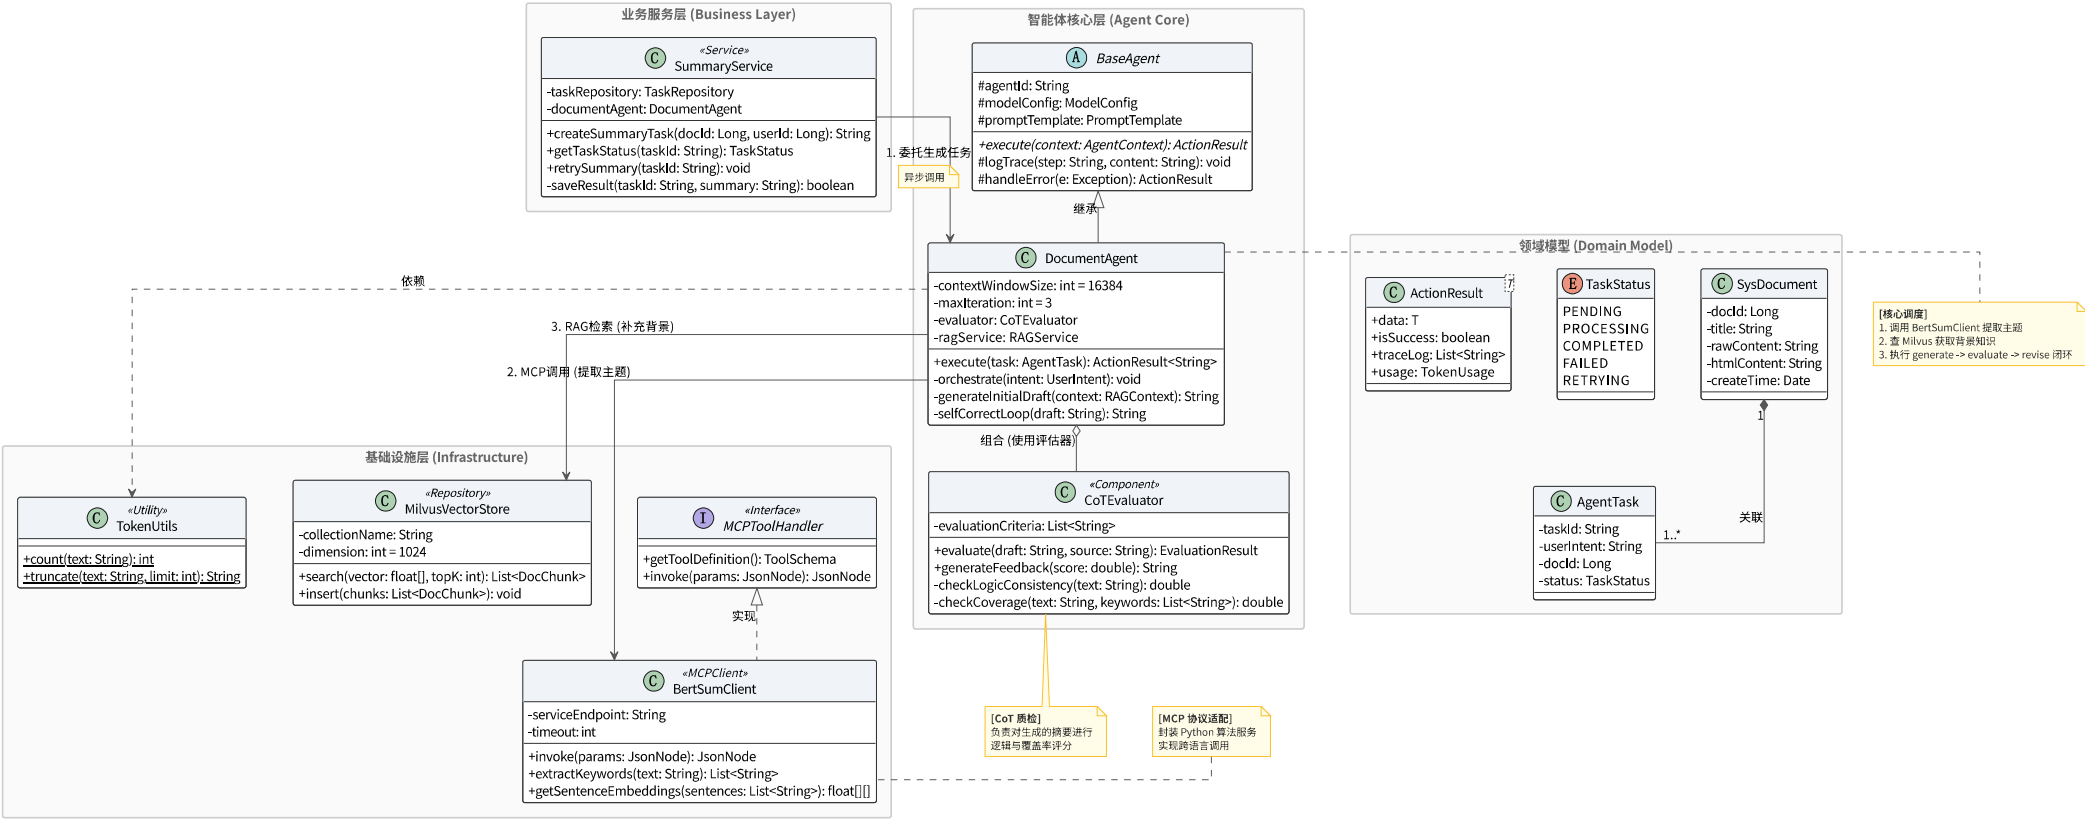 业务服务层 (Business Layer)
C
«Service»
SummaryService
-taskRepository: TaskRepository
-documentAgent: DocumentAgent
+createSummaryTask(docId: Long, userId: Long): String
+getTaskStatus(taskId: String): TaskStatus
+retrySummary(taskId: String): void
-saveResult(taskId: String, summary: String): boolean
智能体核心层 (Agent Core)
A
BaseAgent
#agentId: String
#modelConfig: ModelConfig
#promptTemplate: PromptTemplate
+execute(context: AgentContext): ActionResult
#logTrace(step: String, content: String): void
#handleError(e: Exception): ActionResult
1. 委托生成任务
异步调用
继承
C
DocumentAgent
-contextWindowSize: int = 16384
-maxIteration: int = 3
-evaluator: CoTEvaluator
-ragService: RAGService
+execute(task: AgentTask): ActionResult<String>
-orchestrate(intent: UserIntent): void
-generateInitialDraft(context: RAGContext): String
-selfCorrectLoop(draft: String): String
组合 (使用评估器)
C
«Component»
CoTEvaluator
-evaluationCriteria: List<String>
+evaluate(draft: String, source: String): EvaluationResult
+generateFeedback(score: double): String
-checkLogicConsistency(text: String): double
-checkCoverage(text: String, keywords: List<String>): double
依赖
3. RAG检索 (补充背景)
2. MCP调用 (提取主题)
领域模型 (Domain Model)
C
ActionResult
T
+data: T
+isSuccess: boolean
+traceLog: List<String>
+usage: TokenUsage
E
TaskStatus
PENDING
PROCESSING
COMPLETED
FAILED
RETRYING
C
SysDocument
-docId: Long
-title: String
-rawContent: String
-htmlContent: String
-createTime: Date
1
关联
1..*
C
AgentTask
-taskId: String
-userIntent: String
-docId: Long
-status: TaskStatus
[核心调度]
1. 调用 BertSumClient 提取主题
2. 查 Milvus 获取背景知识
3. 执行 generate -> evaluate -> revise 闭环
基础设施层 (Infrastructure)
C
«Utility»
TokenUtils
+count(text: String): int
+truncate(text: String, limit: int): String
C
«Repository»
MilvusVectorStore
-collectionName: String
-dimension: int = 1024
+search(vector: float[], topK: int): List<DocChunk>
+insert(chunks: List<DocChunk>): void
I
«Interface»
MCPToolHandler
+getToolDefinition(): ToolSchema
+invoke(params: JsonNode): JsonNode
实现
C
«MCPClient»
BertSumClient
-serviceEndpoint: String
-timeout: int
+invoke(params: JsonNode): JsonNode
+extractKeywords(text: String): List<String>
+getSentenceEmbeddings(sentences: List<String>): float[][]
[CoT 质检]
负责对生成的摘要进行
逻辑与覆盖率评分
[MCP 协议适配]
封装 Python 算法服务
实现跨语言调用